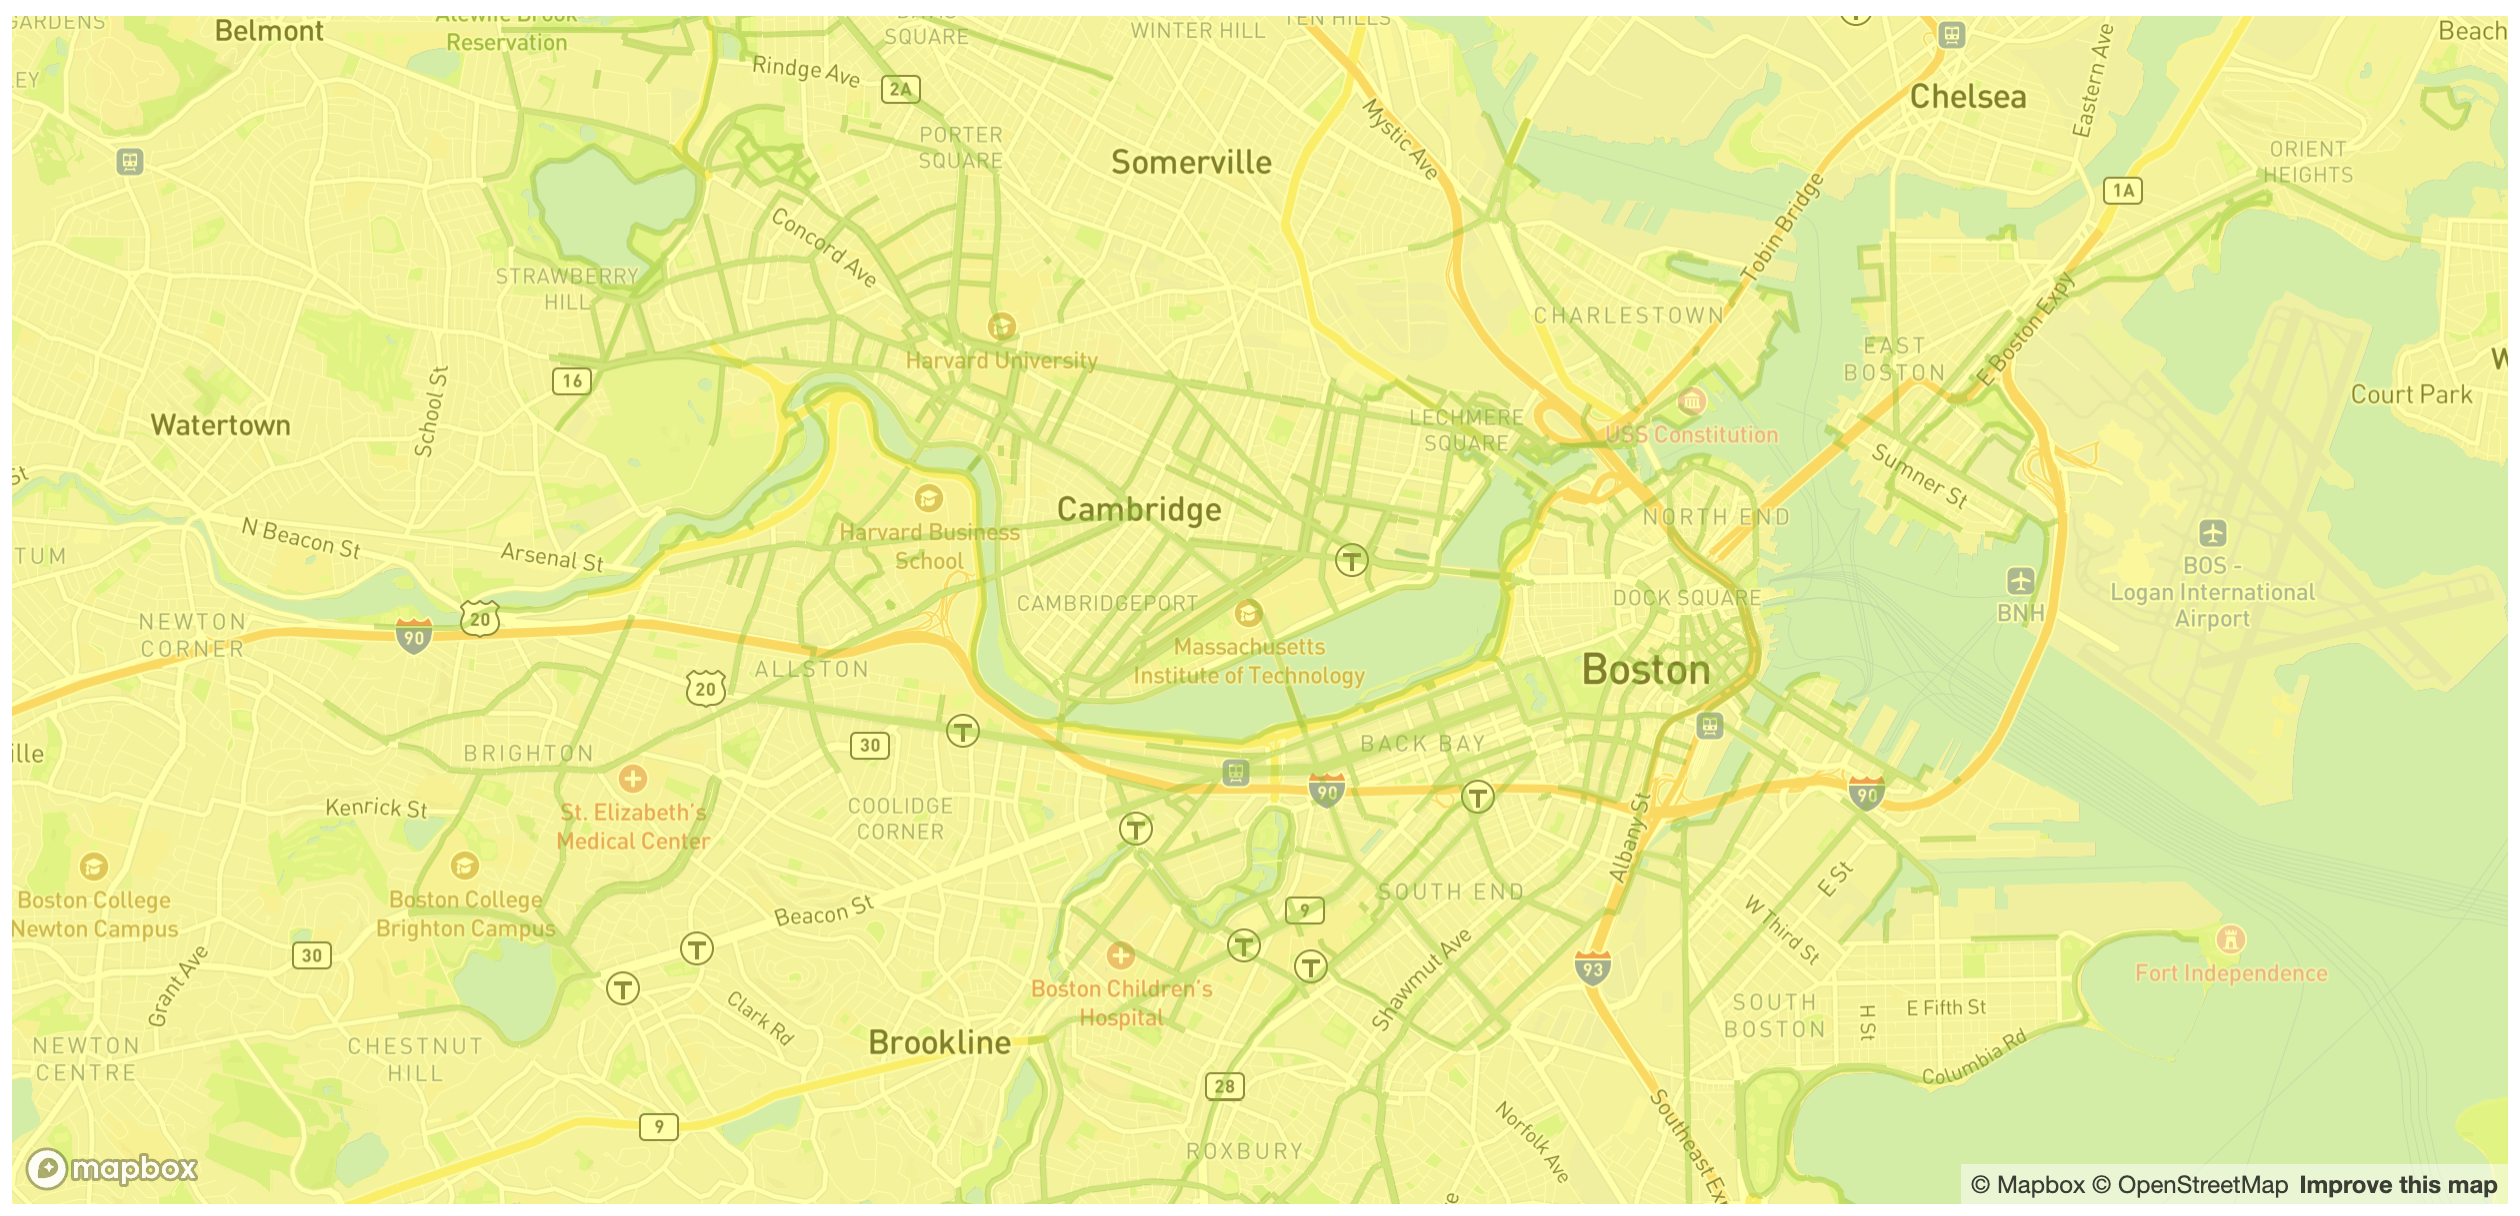 GARDENS
Belmont
Alewife Brook
Reservation
DAVIS
SQUARE
WINTER HILL
TEN HILLS
Beach
LEY
Rindge Ave
2A
PORTER
SQUARE
Somerville
Mystic Ave
Chelsea
Eastern Ave
ORIENT
HEIGHTS
1A
Tobin Bridge
Concord Ave
STRAWBERRY
HILL
CHARLESTOWN
EAST
BOSTON
E Boston Expy
Harvard University
16
School St
Watertown
LECHMERE
SQUARE
USS Constitution
Court Park
W
St
Sumner St
Cambridge
NORTH END
Harvard Business
School
N Beacon St
Arsenal St
TUM
T
BOS -
Logan International
Airport
BNH
CAMBRIDGEPORT
DOCK SQUARE
NEWTON
CORNER
90
20
Massachusetts
Institute of Technology
ALLSTON
20
Boston
T
30
BACK BAY
ille
BRIGHTON
90
T
90
Kenrick St
St. Elizabeth's
Medical Center
COOLIDGE
CORNER
T
Albany St
Boston College
Newton Campus
Boston College
Brighton Campus
Beacon St
SOUTH END
9
E St
W Third St
30
Grant Ave
T
T
T
T
Shawmut Ave
93
Fort Independence
Boston Children's
Hospital
Clark Rd
SOUTH
BOSTON
H St
E Fifth St
Columbia Rd
NEWTON
CENTRE
CHESTNUT
HILL
Brookline
28
9
ROXBURY
Norfolk Ave
Southeast Exp
e
mapbox
© Mapbox © OpenStreetMap Improve this map